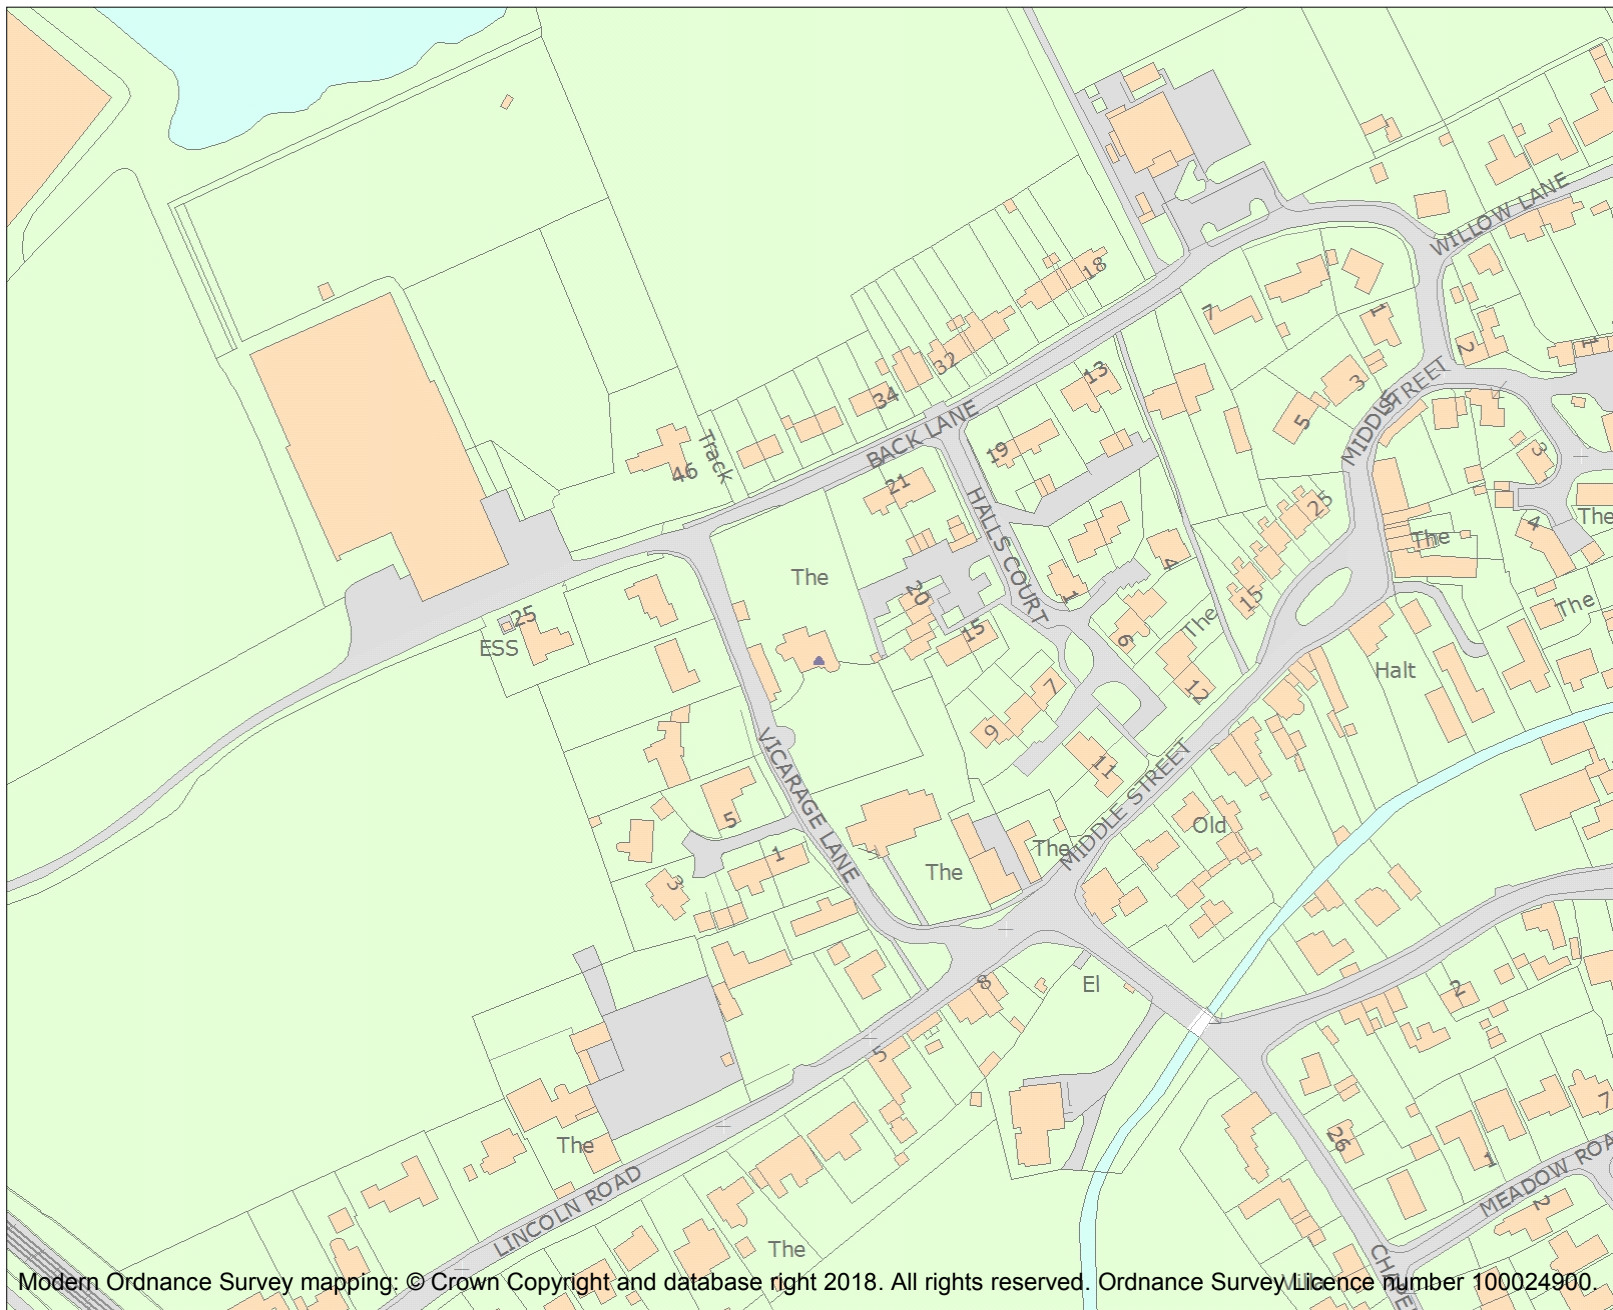 WILLOW LANE
18
7
1
2
1
32
13
MIDDLE STREET
3
34
5
BACK LANE
Track
46
19
3
21
25
HALLS COURT
4
The
The
The
4
20
1
15
The
25
15
The
6
ESS
7
Halt
12
9
VICARAGE LANE
11
MIDDLE STREET
5
Old
1
The
The
3
8
El
2
5
26
7
The
1
MEADOW ROA
LINCOLN ROAD
2
The
CHAPE
Modern Ordnance Survey mapping: © Crown Copyright and database right 2018. All rights reserved. Ordnance Survey Licence number 100024900.